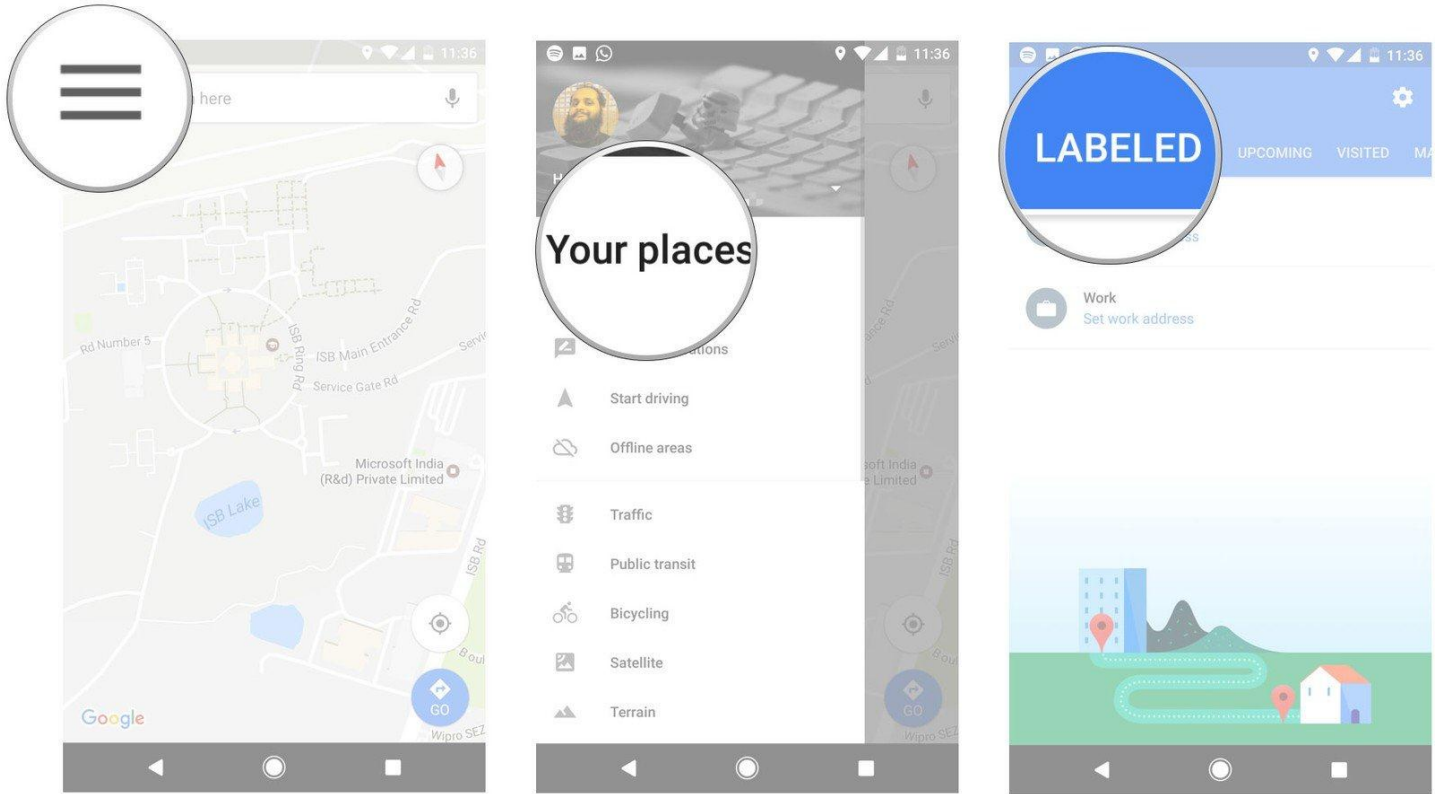 11:36
here
Rd Number 5
ISB Ring Rd
ISB Main Entrance Rd
Service Gate Rd
Microsoft India
(R&d) Private Limited
ISB Lake
ISB Rd
GO
Google
Wipro SEZ
11:36
Your places
Start driving
Offline areas
Traffic
Public transit
Bicycling
Satellite
Terrain
soft India
e Limited
ISB Rd
GO
Wipro SEZ
11:36
LABELED
UPCOMING
VISITED
MA
Work
Set work address